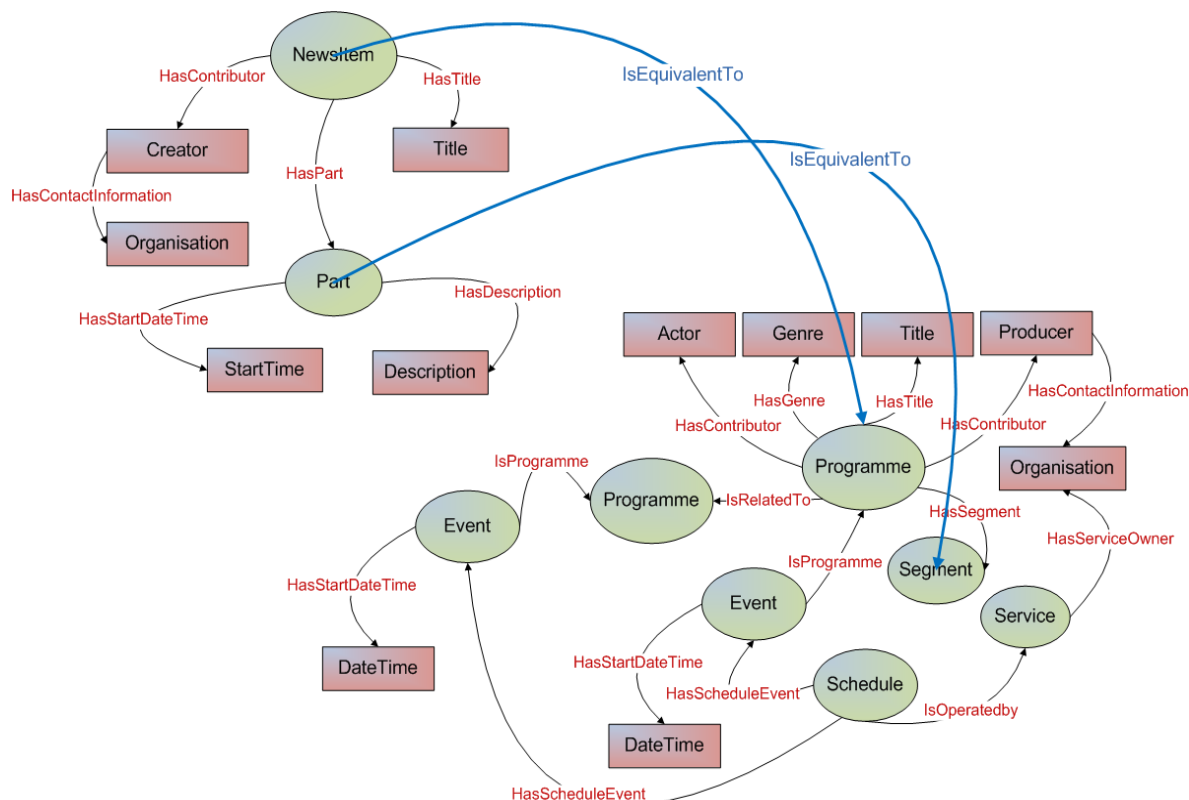 NewsItem
IsEquivalentTo
HasContributor
HasTitle
Creator
Title
IsEquivalentTo
HasPart
HasContactInformation
Organisation
Part
HasDescription
HasStartDateTime
StartTime
Description
Actor
Genre
Title
Producer
HasContactInformation
HasGenre
HasTitle
HasContributor
HasContributor
IsProgramme
Programme
Organisation
Programme
IsRelatedTo
HasSegment
Event
HasServiceOwner
IsProgramme
Segment
HasStartDateTime
Event
Service
DateTime
HasStartDateTime
Schedule
HasScheduleEvent
IsOperatedby
DateTime
HasScheduleEvent